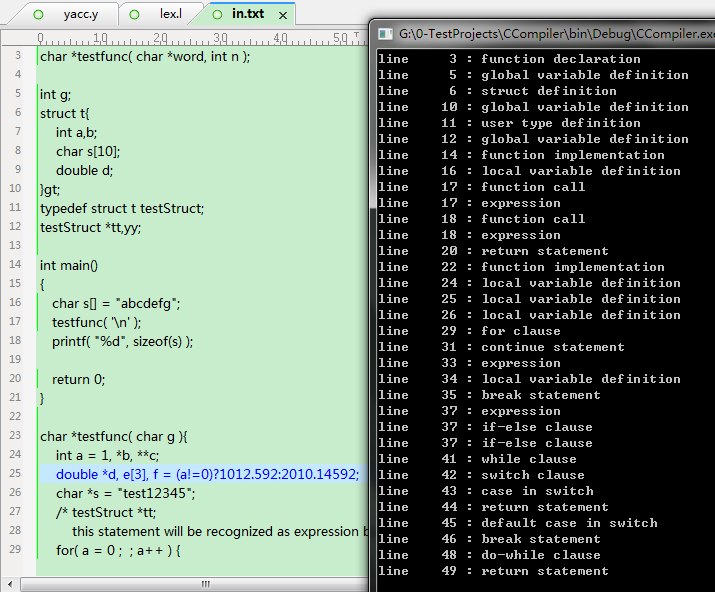 yacc.y lex.l in.txt
0 1,0 2,0 3,0 4,0 5,0
3 char *testfunc( char *word, int n );
4
5 int g;
6 struct t{
7 int a,b;
8 char s[10];
9 double d;
10 }gt;
11 typedef struct t testStruct;
12 testStruct *tt,yy;
13
14 int main()
15 {
16 char s[] = "abcdefg";
17 testfunc( '\n' );
18 printf( "%d", sizeof(s) );
19
20 return 0;
21 }
22
23 char *testfunc( char g ){
24 int a = 1, *b, **c;
25 double *d, e[3], f = (a!=0)?1012.592:2010.14592;
26 char *s = "test12345";
27 /* testStruct *tt;
28 this statement will be recognized as expression b
29 for( a = 0 ; ; a++ ) {
G:\0-TestProjects\CCompiler\bin\Debug\CCompiler.exe
line 3 : function declaration
line 5 : global variable definition
line 6 : struct definition
line 10 : global variable definition
line 11 : user type definition
line 12 : global variable definition
line 14 : function implementation
line 16 : local variable definition
line 17 : function call
line 17 : expression
line 18 : function call
line 18 : expression
line 20 : return statement
line 22 : function implementation
line 24 : local variable definition
line 25 : local variable definition
line 26 : local variable definition
line 29 : for clause
line 31 : continue statement
line 33 : expression
line 34 : local variable definition
line 35 : break statement
line 37 : expression
line 37 : if-else clause
line 37 : if-else clause
line 41 : while clause
line 42 : switch clause
line 43 : case in switch
line 44 : return statement
line 45 : default case in switch
line 46 : break statement
line 48 : do-while clause
line 49 : return statement